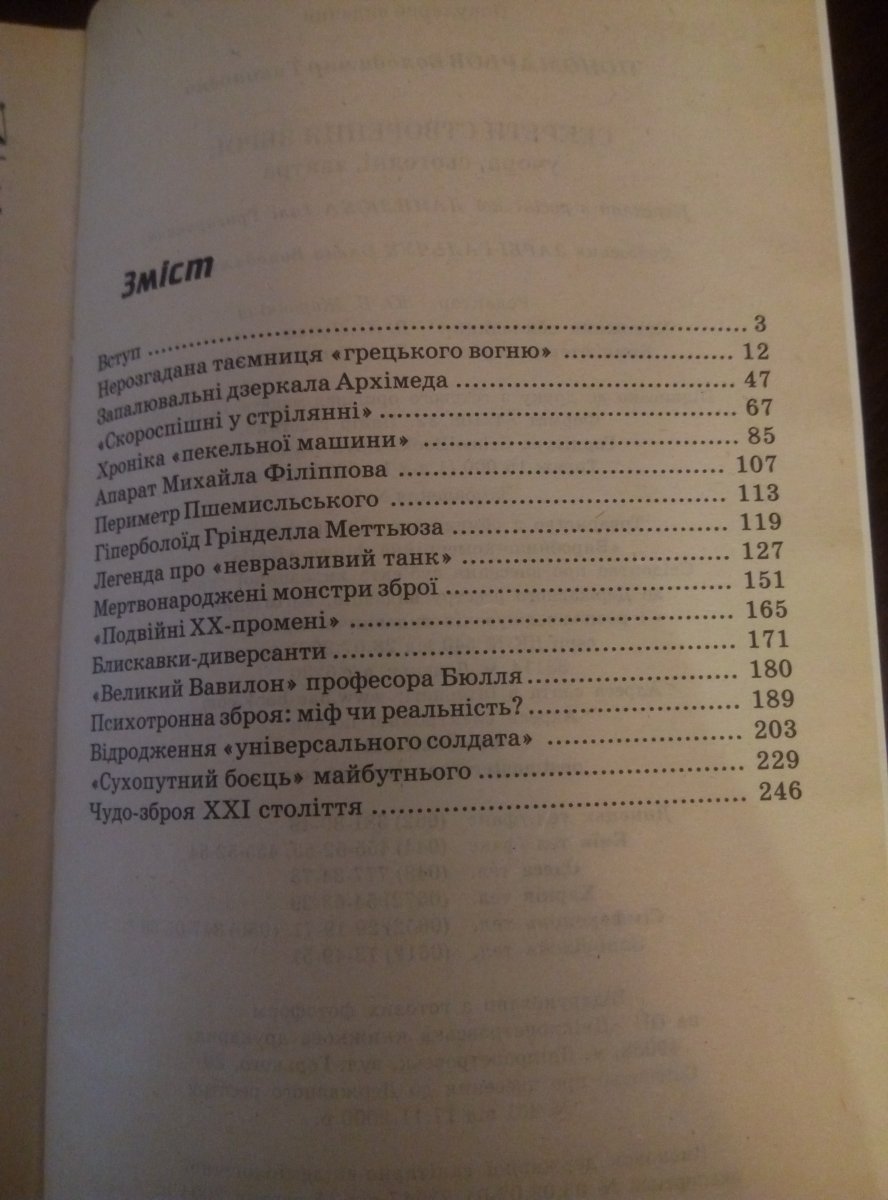 Зміст
Вступ ........ 3
Нерозгадана таємниця «грецького вогню» ........ 12
Запалювальні дзеркала Архімеда ........ 47
«Скороспішні у стрілянні» ........ 67
Хроніка «пекельної машини» ........ 85
Апарат Михайла Філіппова ........ 107
Периметр Пшемисльського ........ 113
Гіперболоїд Грінделла Меттьюза ........ 119
Легенда про «невразливий танк» ........ 127
Мертвонароджені монстри зброї ........ 151
«Подвійні XX-промені» ........ 165
Блискавки-диверсанти ........ 171
«Великий Вавилон» професора Бюлля ........ 180
Психотронна зброя: міф чи реальність? ........ 189
Відродження «універсального солдата» ........ 203
«Сухопутний боєць» майбутнього ........ 229
Чудо-зброя XXI століття ........ 246